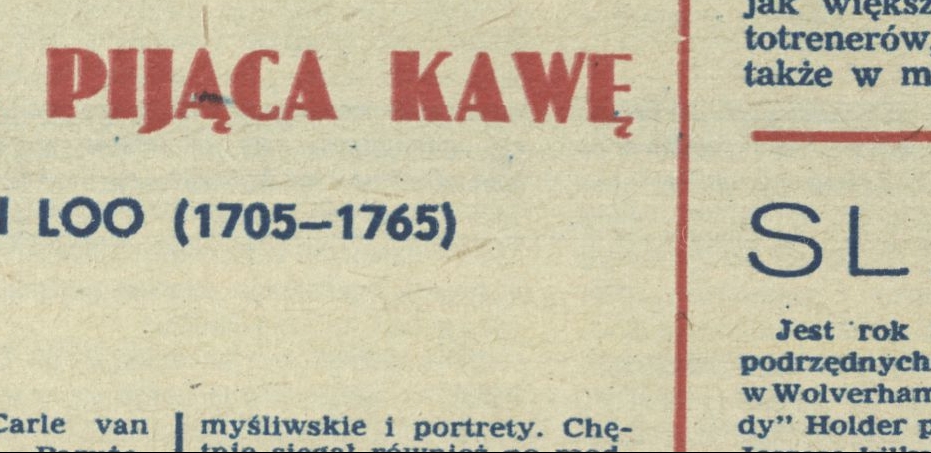 PIJĄCA KAWĘ
LOO (1705—1765)
Carle van
myśliwskie i portrety. Chę-
jak
totrenerów,
także w m
SL
Jest rok
podrzędnych
w Wolverham
dy" Holder p